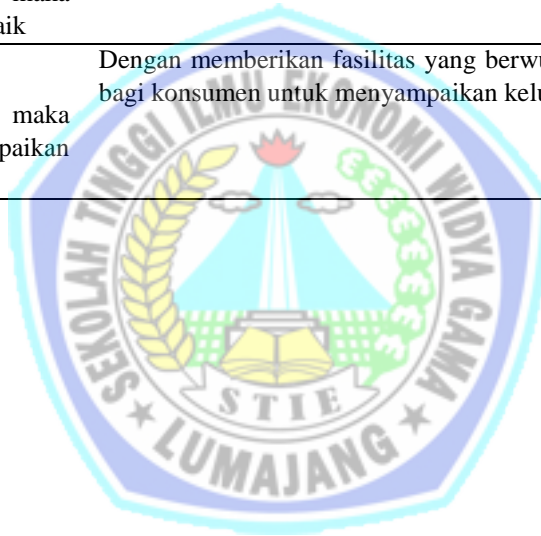 maka
aik
Dengan memberikan fasilitas yang berwu
bagi konsumen untuk menyampaikan kelu
maka
paikan
SEKOLAH TINGGI ILMU EKONOMI WIDYA GAMA
STIE
LUMAJANG